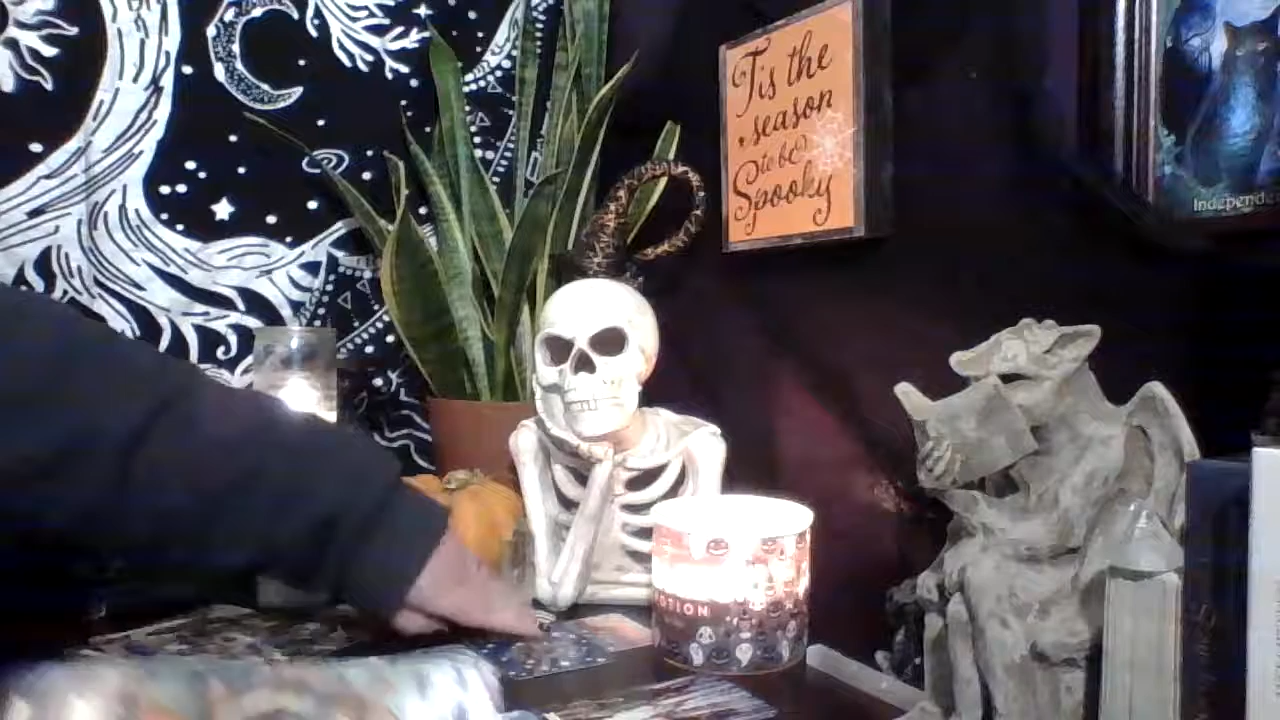 Tis the
season
to be
Spooky
Independe
OTION